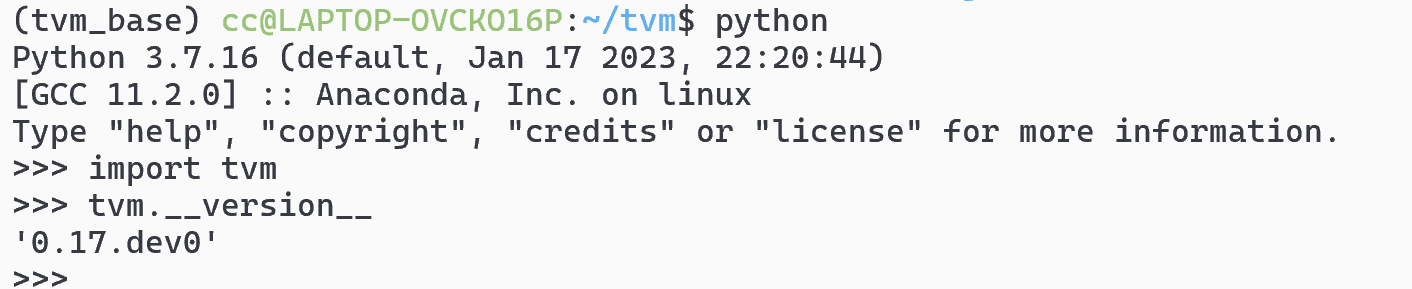 (tvm_base) cc@LAPTOP-OVCKO16P:~/tvm$ python
Python 3.7.16 (default, Jan 17 2023, 22:20:44)
[GCC 11.2.0] :: Anaconda, Inc. on linux
Type "help", "copyright", "credits" or "license" for more information.
>>> import tvm
>>> tvm.__version__
'0.17.dev0'
>>>